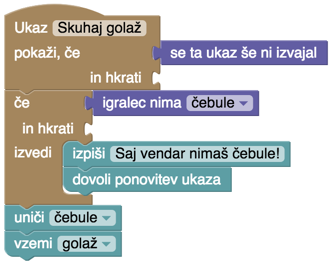 Ukaz Skuhaj golaž
pokaži, če se ta ukaz še ni izvajal
in hkrati
če igralec nima čebule
in hkrati
izvedi izpiši Saj vendar nimaš čebule!
dovoli ponovitev ukaza
uniči čebule
vzemi golaž